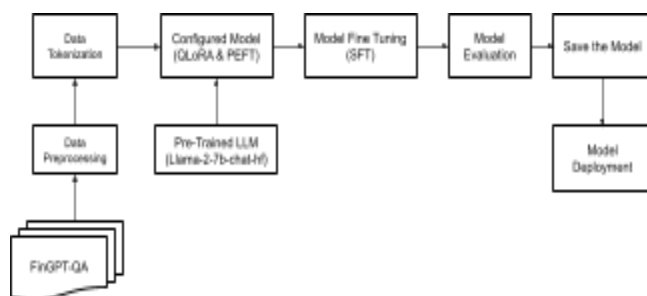 Data
Tokenization
Configured Model
(QLoRA & PEFT)
Model Fine Tuning
(SFT)
Model
Evaluation
Save the Model
Data
Preprocessing
Pre-Trained LLM
(Llama-2-7b-chat-hf)
Model
Deployment
FinGPT-QA